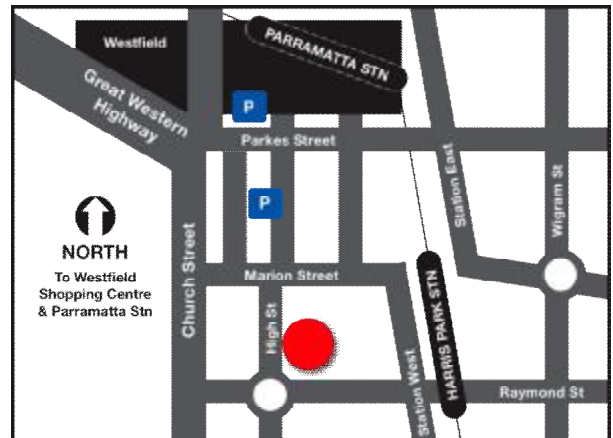 Westfield
PARRAMATTA STN
Great Western
Highway
P
Parkes Street
P
Station East
Wigram St
NORTH
To Westfield
Shopping Centre
& Parramatta Stn
Church Street
Marion Street
High St
HARRIS PARK STN
Station West
Raymond St